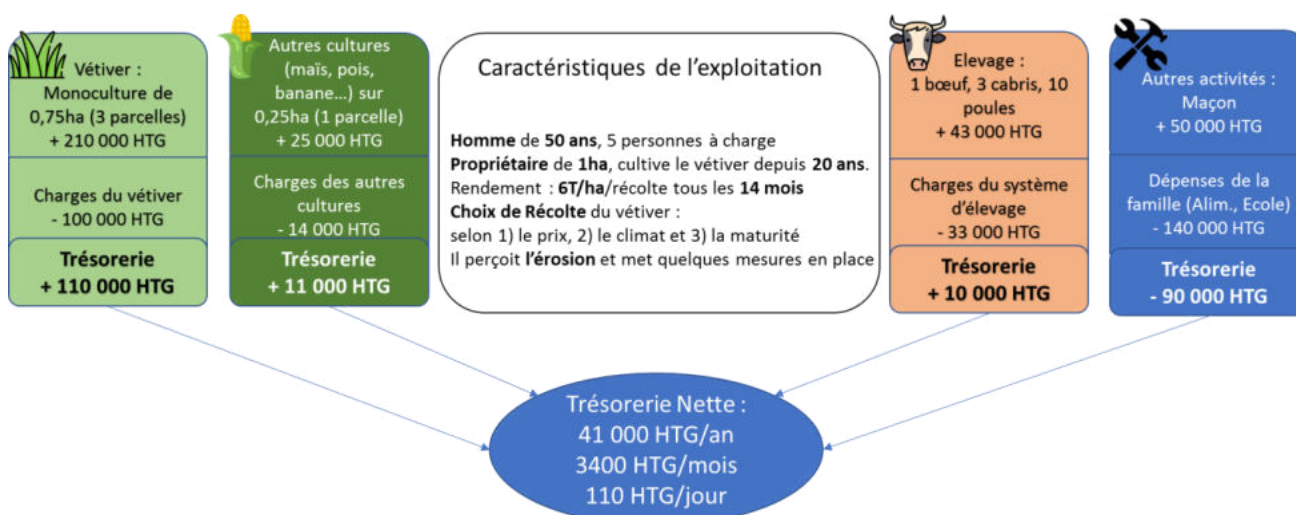 Vétiver :
Monoculture de
0,75ha (3 parcelles)
+ 210 000 HTG
Charges du vétiver
- 100 000 HTG
Trésorerie
+ 110 000 HTG
Autres cultures
(maïs, pois,
banane...) sur
0,25ha (1 parcelle)
+ 25 000 HTG
Charges des autres
cultures
- 14 000 HTG
Trésorerie
+ 11 000 HTG
Caractéristiques de l'exploitation
Homme de 50 ans, 5 personnes à charge
Propriétaire de 1ha, cultive le vétiver depuis 20 ans.
Rendement : 6T/ha/récolte tous les 14 mois
Choix de Récolte du vétiver :
selon 1) le prix, 2) le climat et 3) la maturité
Il perçoit l'érosion et met quelques mesures en place
Elevage :
1 bœuf, 3 cabris, 10
poules
+ 43 000 HTG
Charges du système
d'élevage
- 33 000 HTG
Trésorerie
+ 10 000 HTG
Autres activités :
Maçon
+ 50 000 HTG
Dépenses de la
famille (Alim., Ecole)
- 140 000 HTG
Trésorerie
- 90 000 HTG
Trésorerie Nette :
41 000 HTG/an
3400 HTG/mois
110 HTG/jour